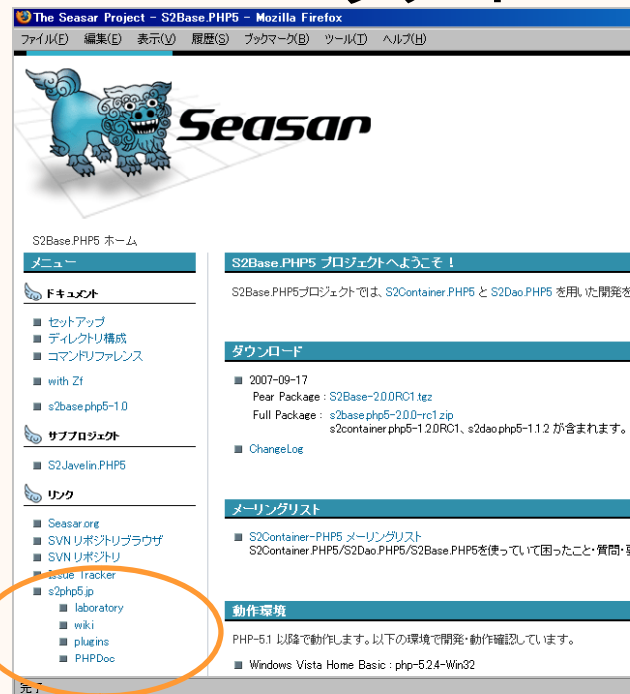 The Seasar Project - S2Base.PHP5 - Mozilla Firefox
ファイル(F) 編集(E) 表示(V) 履歴(S) ブックマーク(B) ツール(T) ヘルプ(H)
Seasar
S2Base.PHP5 ホーム
メニュー
ドキュメント
セットアップ
ディレクトリ構成
コマンドリファレンス
with Zf
s2base.php5-1.0
サブプロジェクト
S2Javelin.PHP5
リンク
Seasar.org
SVN リポジトリブラウザ
SVN リポジトリ
Issue Tracker
s2php5.jp
laboratory
wiki
plugins
PHPDoc
S2Base.PHP5 プロジェクトへようこそ！
S2Base.PHP5プロジェクトでは、S2Container.PHP5 と S2Dao.PHP5 を用いた開発を
ダウンロード
2007-09-17
Pear Package : S2Base-2.0.0RC1.tgz
Full Package : s2base.php5-2.0.0-rc1.zip
s2container.php5-1.2.0RC1、s2dao.php5-1.1.2 が含まれます。
ChangeLog
メーリングリスト
S2Container-PHP5 メーリングリスト
S2Container.PHP5/S2Dao.PHP5/S2Base.PHP5を使っていて困ったこと・質問・
動作環境
PHP-5.1 以降で動作します。以下の環境で開発・動作確認しています。
Windows Vista Home Basic : php-5.2.4-Win32
完了